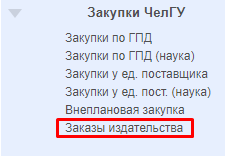 Закупки ЧелГУ
Закупки по ГПД
Закупки по ГПД (наука)
Закупки у ед. поставщика
Закупки у ед. пост. (наука)
Внеплановая закупка
Заказы издательства